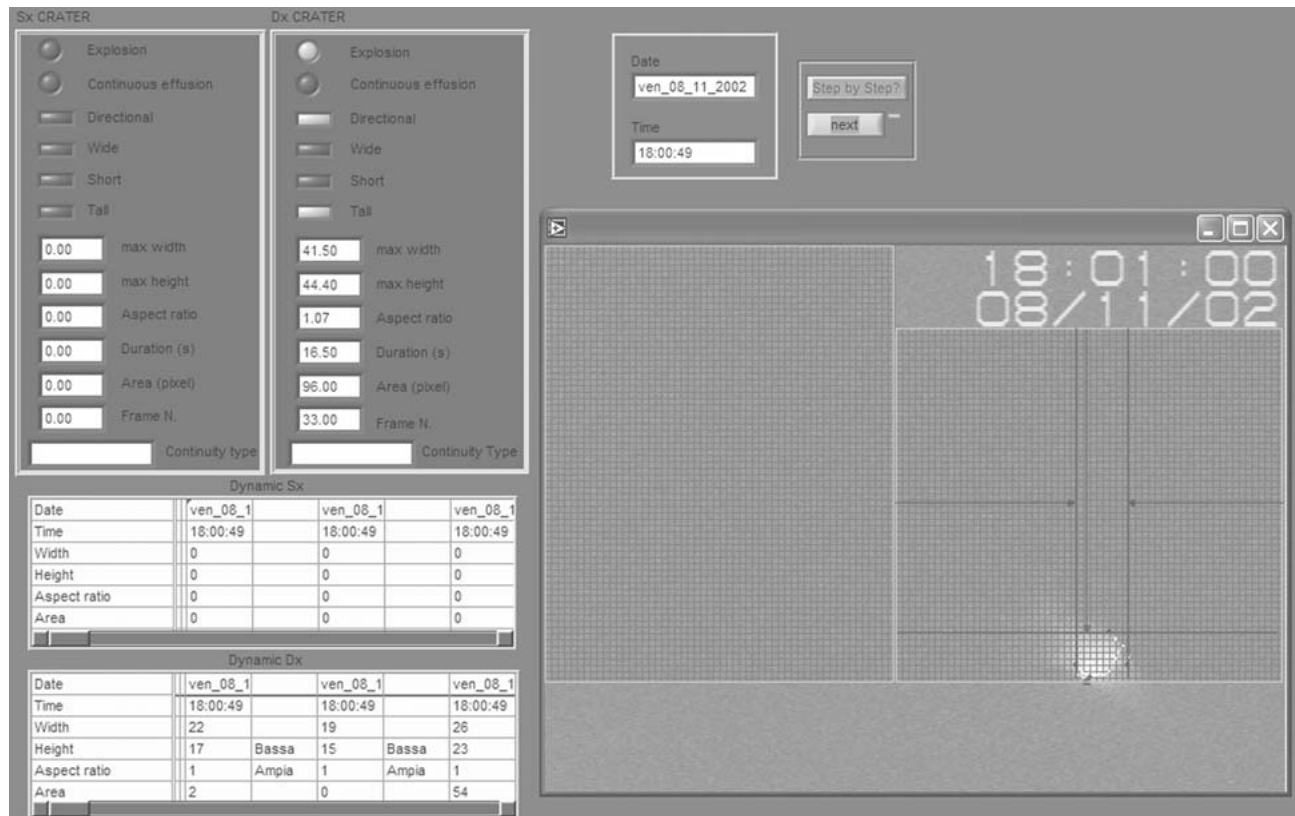 Sx CRATER
Explosion
Continuous effusion
Directional
Wide
Short
Tall
0.00 max width
0.00 max height
0.00 Aspect ratio
0.00 Duration (s)
0.00 Area (pixel)
0.00 Frame N.
Continuity type
Dx CRATER
Explosion
Continuous effusion
Directional
Wide
Short
Tall
41.50 max width
44.40 max height
1.07 Aspect ratio
16.50 Duration (s)
96.00 Area (pixel)
33.00 Frame N.
Continuity Type
Date
ven_08_11_2002
Time
18:00:49
Step by Step?
next
18:01:00
08/11/02
Dynamic Sx
Date ven_08_1 ven_08_1 ven_08_1
Time 18:00:49 18:00:49 18:00:49
Width 0 0 0
Height 0 0 0
Aspect ratio 0 0 0
Area 0 0 0
Dynamic Dx
Date ven_08_1 ven_08_1 ven_08_1
Time 18:00:49 18:00:49 18:00:49
Width 22 19 26
Height 17 Bassa 15 Bassa 23
Aspect ratio 1 Ampia 1 Ampia 1
Area 2 0 54